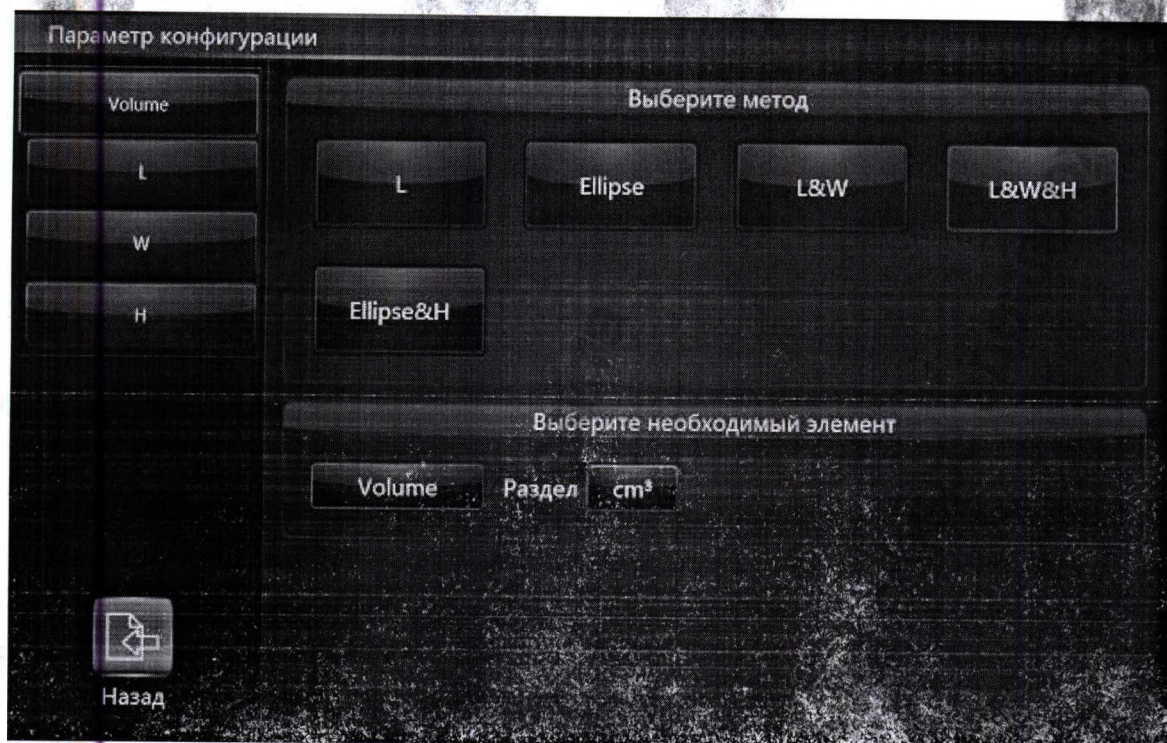 Параметр конфигурации
Volume
L
W
H
Выберите метод
L
Ellipse
L&W
L&W&H
Ellipse&H
Выберите необходимый элемент
Volume Раздел cm³
Назад